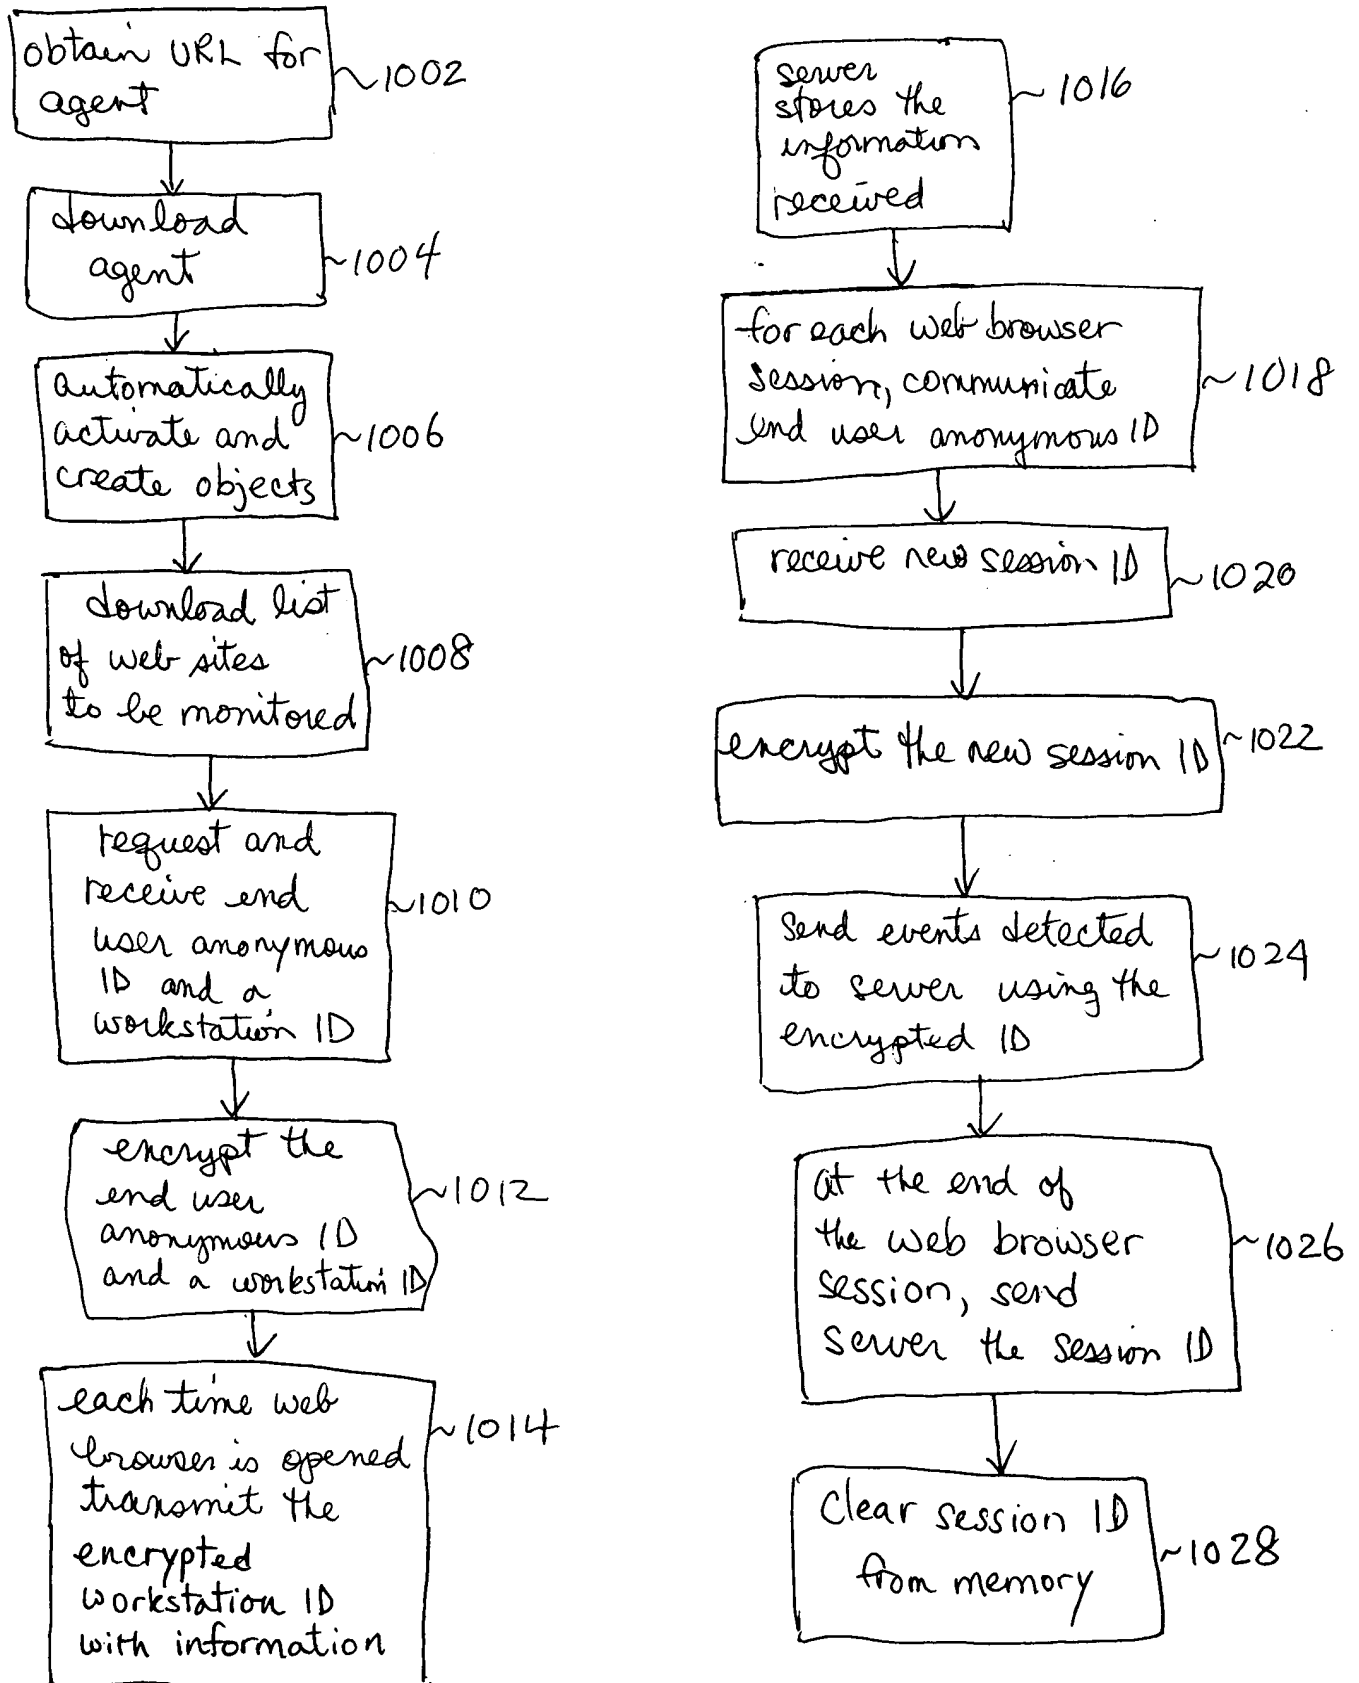 obtain URL for
agent
1002
download
agent
1004
automatically
activate and
create objects
1006
download list
of web sites
to be monitored
1008
request and
receive end
user anonymous
ID and a
workstation ID
1010
encrypt the
end user
anonymous ID
and a workstation ID
1012
each time web
browser is opened
transmit the
encrypted
workstation ID
with information
1014
server
stores the
information
received
1016
for each web browser
session, communicate
end user anonymous ID
1018
receive new session ID
1020
encrypt the new session ID
1022
Send events detected
to server using the
encrypted ID
1024
at the end of
the web browser
session, send
server the session ID
1026
Clear session ID
from memory
1028